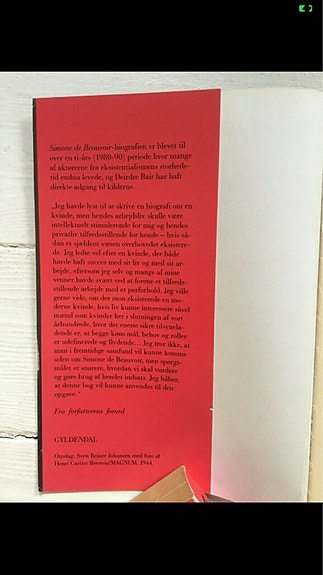 Simone de Beauvoir-biografien er blevet til
over en ti-års (1980-90) periode hvor mange
af aktørerne fra eksistentialismens storheds-
tid endnu levede, og Deirdre Bair har haft
direkte adgang til kilderne.
„Jeg havde lyst til at skrive en biografi om en
kvinde, men hendes arbejdsliv skulle være
intellektuelt stimulerende for mig og hendes
privatliv tilfredsstillende for hende – hvis så-
dan et sjældent væsen overhovedet eksistere-
de. Jeg ledte vel efter en kvinde, der både
havde haft succes med sit liv og med sit ar-
bejde, eftersom jeg selv og mange af mine
venner havde svært ved at forene et tilfreds-
stillende arbejde med et parforhold. Jeg ville
gerne vide, om der mon eksisterede en mo-
derne kvinde, hvis liv kunne interessere såvel
mænd som kvinder her i slutningen af vort
århundrede, hvor det eneste sikre tilsynela-
dende er, at begge køns mål, behov og roller
er udefinerede og flydende... Jeg tror ikke, at
man i fremtidige samfund vil kunne komme
uden om Simone de Beauvoir, men spørgs-
målet er snarere, hvordan vi skal vurdere
og gøre brug af hendes indsats. Jeg håber,
at denne bog vil kunne anvendes til den
opgave."
Fra forfatterens forord
GYLDENDAL
Omslag: Sven Reiner Johansen med foto af
Henri Cartier Bresson/MAGNUM, 1944.